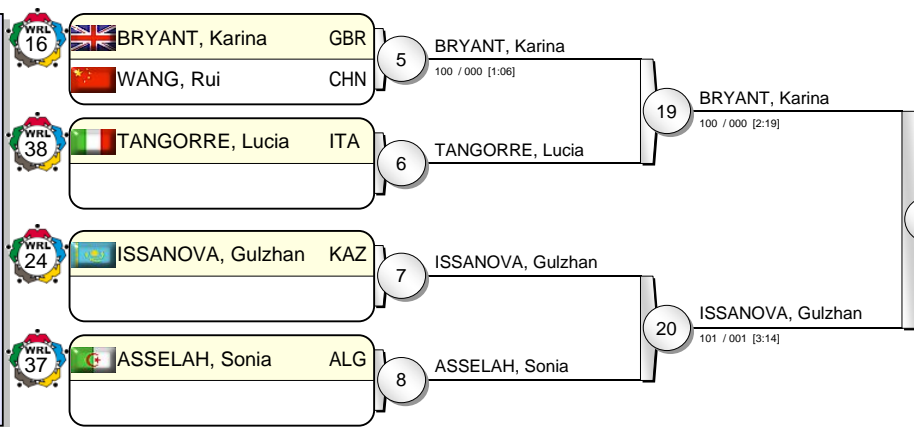 WRL
16
BRYANT, Karina GBR
WANG, Rui CHN
5
BRYANT, Karina
100 / 000 [1:06]
WRL
38
TANGORRE, Lucia ITA
6
TANGORRE, Lucia
19
BRYANT, Karina
100 / 000 [2:19]
WRL
24
ISSANOVA, Gulzhan KAZ
7
ISSANOVA, Gulzhan
WRL
37
ASSELAH, Sonia ALG
8
ASSELAH, Sonia
20
ISSANOVA, Gulzhan
101 / 001 [3:14]